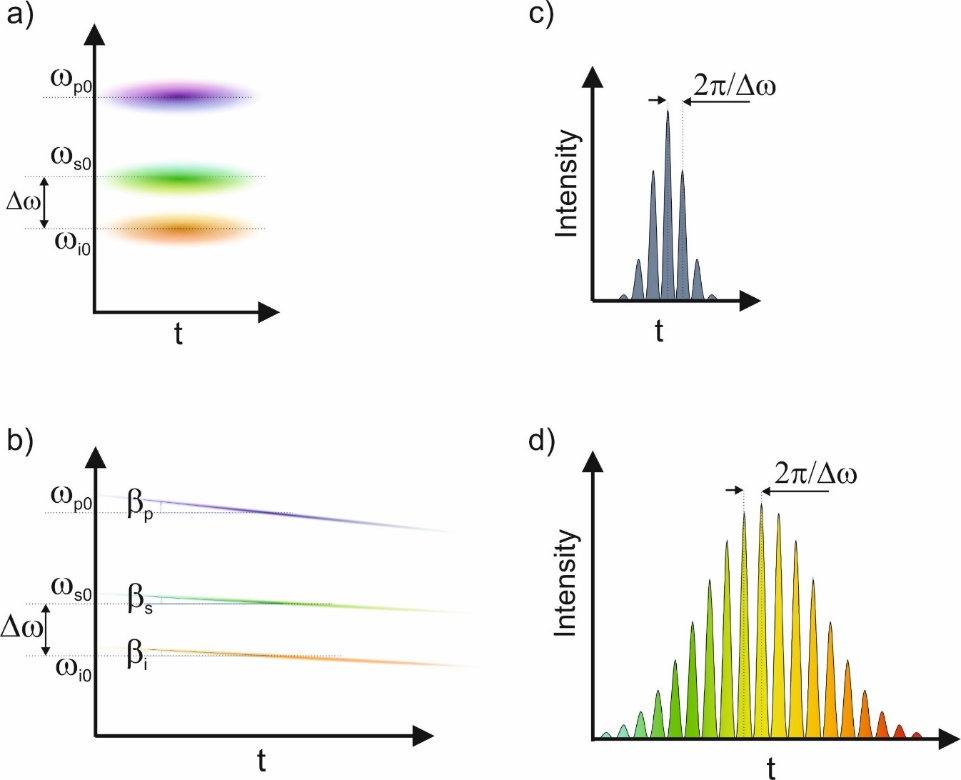 a)
ωp0
ωs0
Δω
ωi0
t
c)
2π/Δω
Intensity
t
b)
ωp0
βp
ωs0
βs
Δω
ωi0
βi
t
d)
2π/Δω
Intensity
t